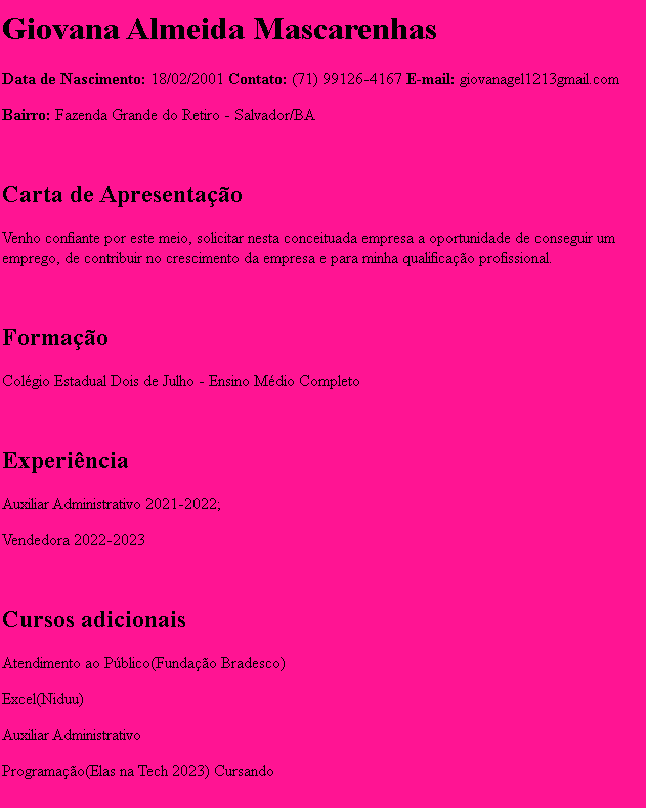 Giovana Almeida Mascarenhas
Data de Nascimento: 18/02/2001 Contato: (71) 99126-4167 E-mail: giovanagel1213gmail.com
Bairro: Fazenda Grande do Retiro - Salvador/BA
Carta de Apresentação
Venho confiante por este meio, solicitar nesta conceituada empresa a oportunidade de conseguir um
emprego, de contribuir no crescimento da empresa e para minha qualificação profissional.
Formação
Colégio Estadual Dois de Julho - Ensino Médio Completo
Experiência
Auxiliar Administrativo 2021-2022;
Vendedora 2022-2023
Cursos adicionais
Atendimento ao Público(Fundação Bradesco)
Excel(Niduu)
Auxiliar Administrativo
Programação(Elas na Tech 2023) Cursando